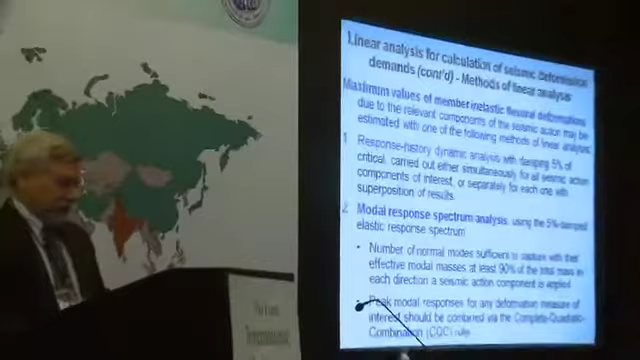 Linear analysis for calculation of seismic deformation
demands (cont'd) - Methods of linear analysis
Maximum values of member inelastic flexural deformations
due to the relevant components of the seismic action may be
estimated with one of the following methods of linear analysis:
1. Response-history dynamic analysis with damping 5% of
critical, carried out either simultaneously for all seismic action
components of interest, or separately for each one with
superposition of results.
2. Modal response spectrum analysis, using the 5%-damped
elastic response spectrum
• Number of normal modes sufficient to capture with their
effective modal masses at least 90% of the total mass in
each direction a seismic action component is applied
• Peak modal responses for any deformation measure of
interest should be combined via the Complete-Quadratic-
Combination (CQC) rule